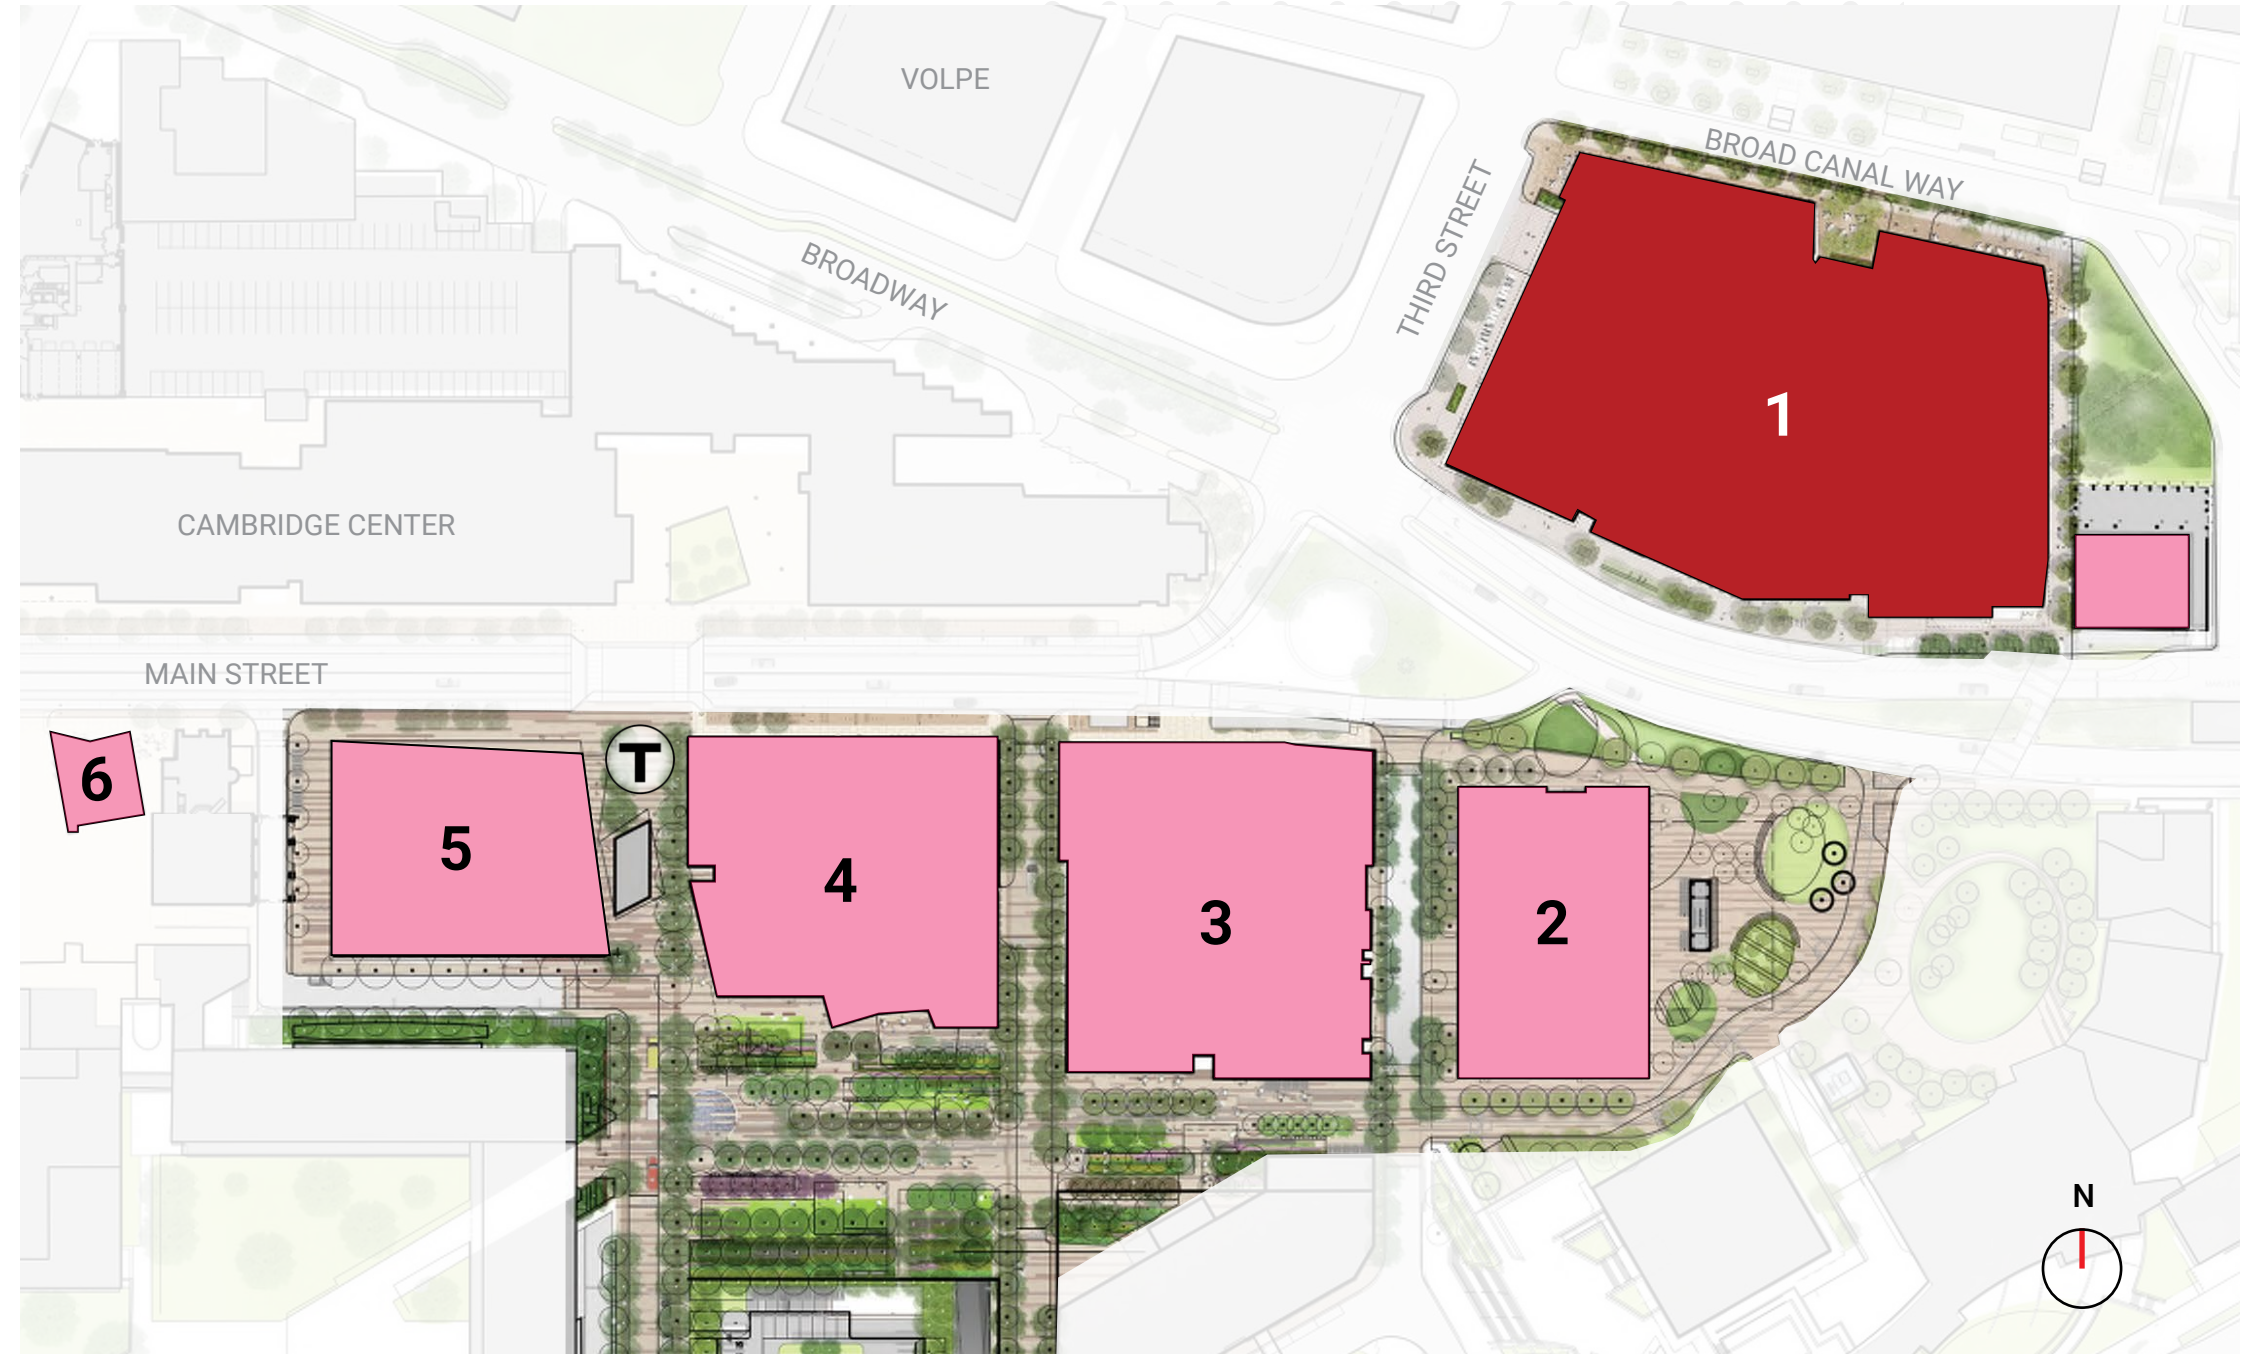 VOLPE
BROAD CANAL WAY
THIRD STREET
BROADWAY
1
CAMBRIDGE CENTER
MAIN STREET
T
6
5
4
3
2
N